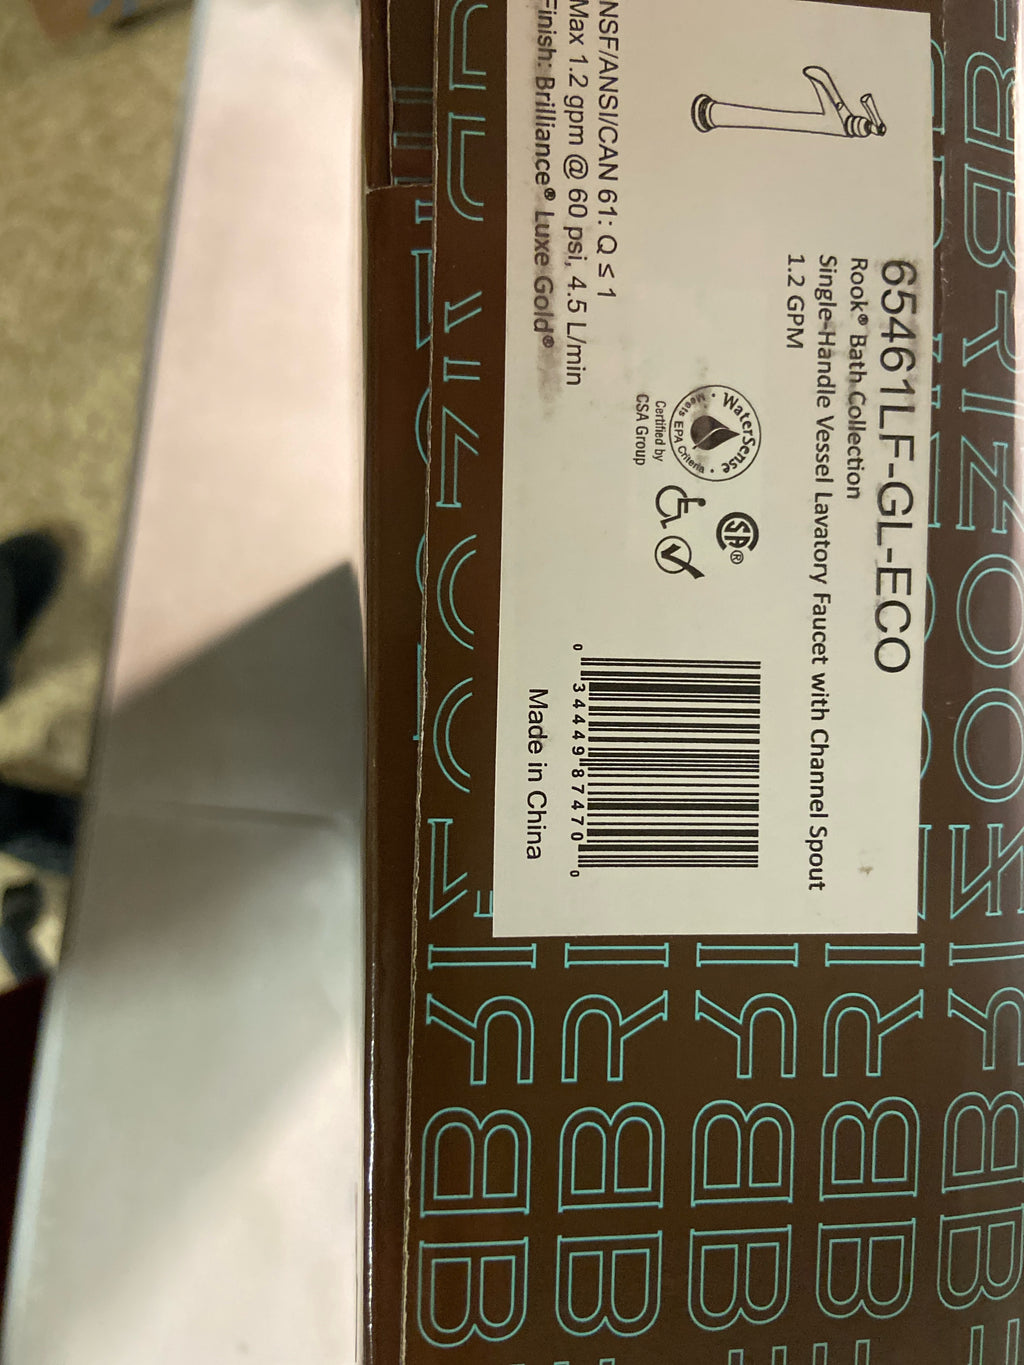 65461LF-GL-ECO
Rook® Bath Collection
Single-Handle Vessel Lavatory Faucet with Channel Spout
1.2 GPM
WaterSense
Meets EPA Criteria
Certified by
CSA Group
SA®
NSF/ANSI/CAN 61: Q ≤ 1
Max 1.2 gpm @ 60 psi, 4.5 L/min
Finish: Brilliance® Luxe Gold®
0 34449 87470 0
Made in China
BRIZO